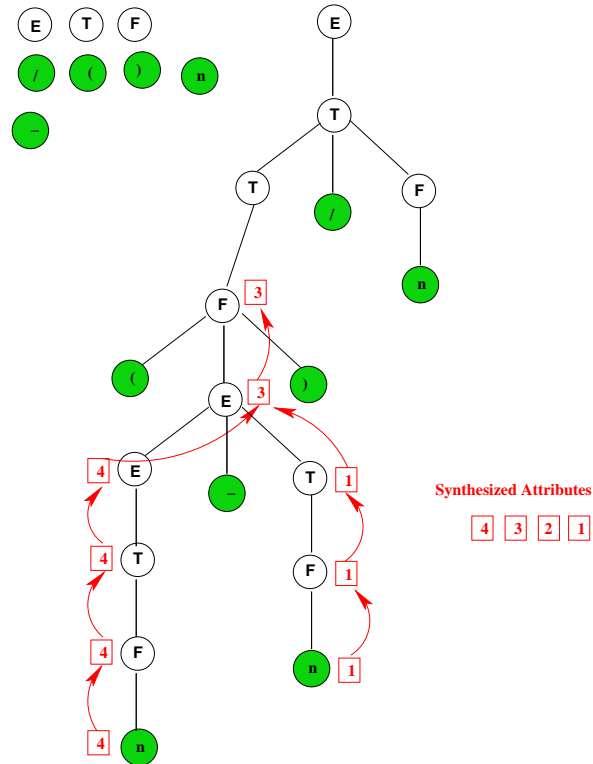 E T F E
/ ( ) n
–
T
T F
/
n
F 3
( )
E 3
4 E T 1
–
Synthesized Attributes
4 3 2 1
4 T F 1
4 F
n 1
4 n